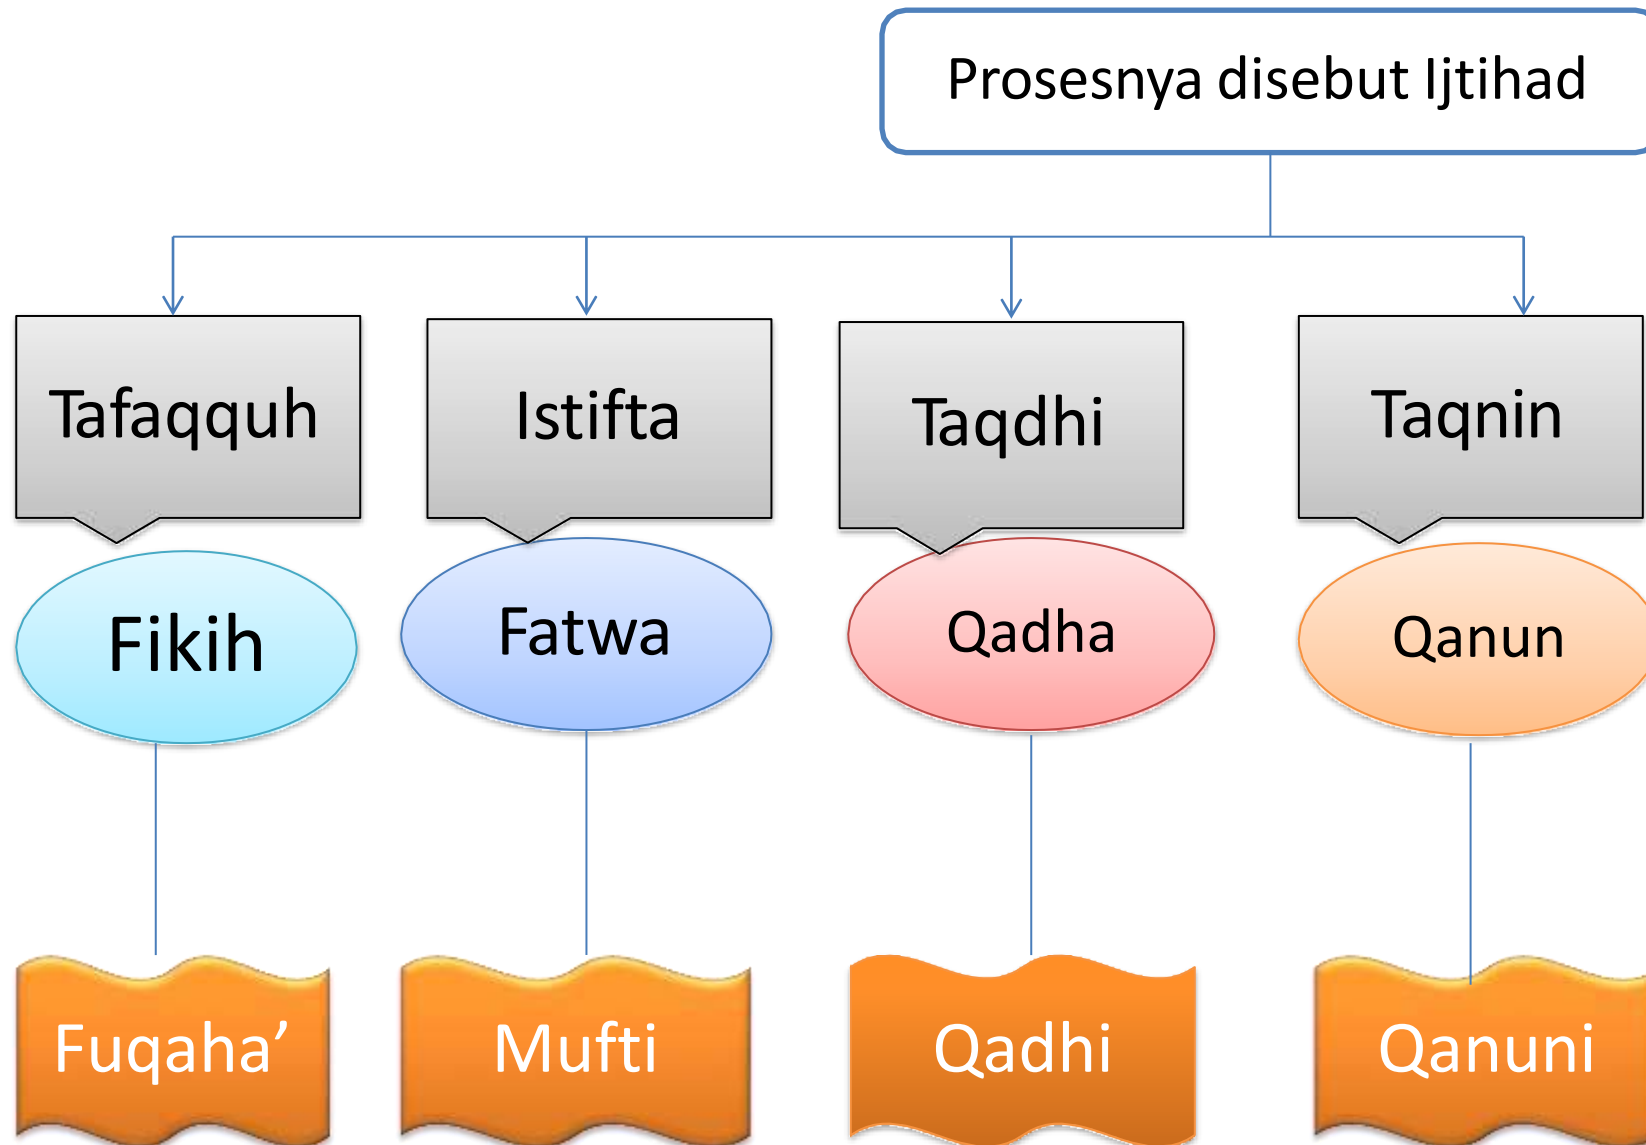 Prosesnya disebut Ijtihad
Tafaqquh
Istifta
Taqdhi
Taqnin
Fikih
Fatwa
Qadha
Qanun
Fuqaha’
Mufti
Qadhi
Qanuni